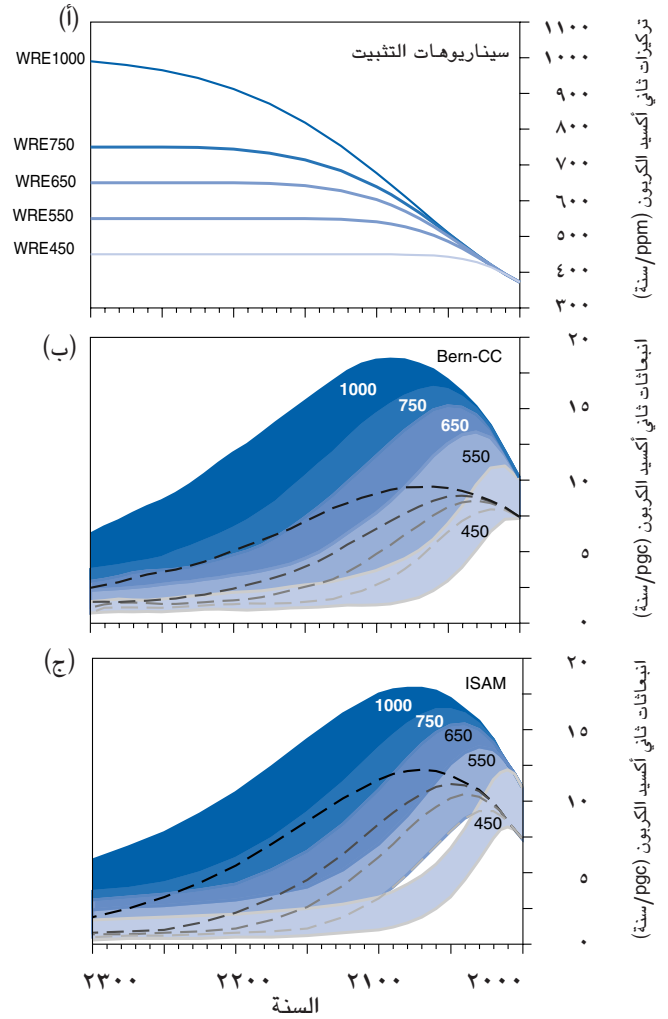 (أ)
سيناريوهات التثبيت
تركيزات ثاني أكسيد الكربون (ppm/سنة)
١١٠٠
١٠٠٠
٩٠٠
٨٠٠
٧٠٠
٦٠٠
٥٠٠
٤٠٠
٣٠٠
WRE1000
WRE750
WRE650
WRE550
WRE450
(ب)
Bern-CC
انبعاثات ثاني أكسيد الكربون (pgc/سنة)
٢٠
١٥
١٠
٥
٠
1000
750
650
550
450
(ج)
ISAM
انبعاثات ثاني أكسيد الكربون (pgc/سنة)
٢٠
١٥
١٠
٥
٠
1000
750
650
550
450
٢٠٠٠
٢١٠٠
٢٢٠٠
٢٣٠٠
السنة